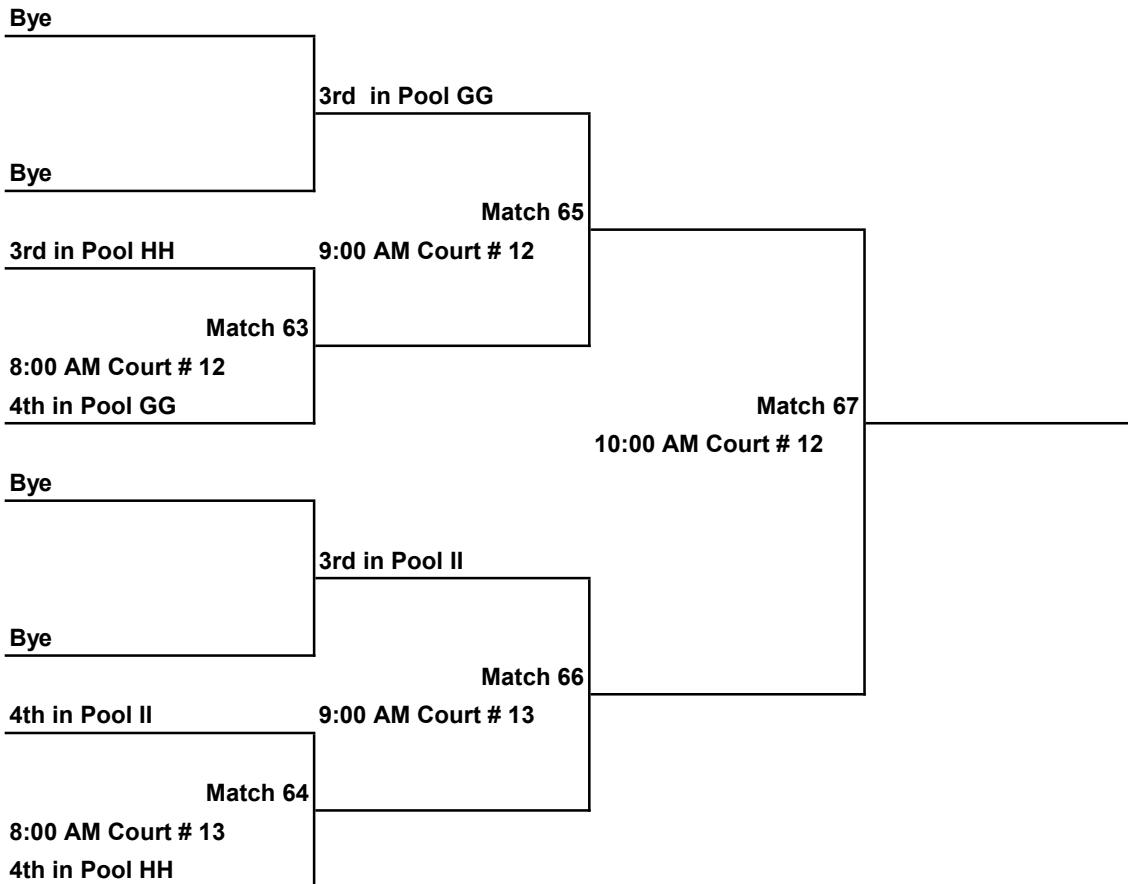 Bye
3rd  in Pool GG
Bye
Match 65
3rd in Pool HH
9:00 AM Court # 12
Match 63
8:00 AM Court # 12
4th in Pool GG
Match 67
10:00 AM Court # 12
Bye
3rd in Pool II
Bye
Match 66
4th in Pool II
9:00 AM Court # 13
Match 64
8:00 AM Court # 13
4th in Pool HH